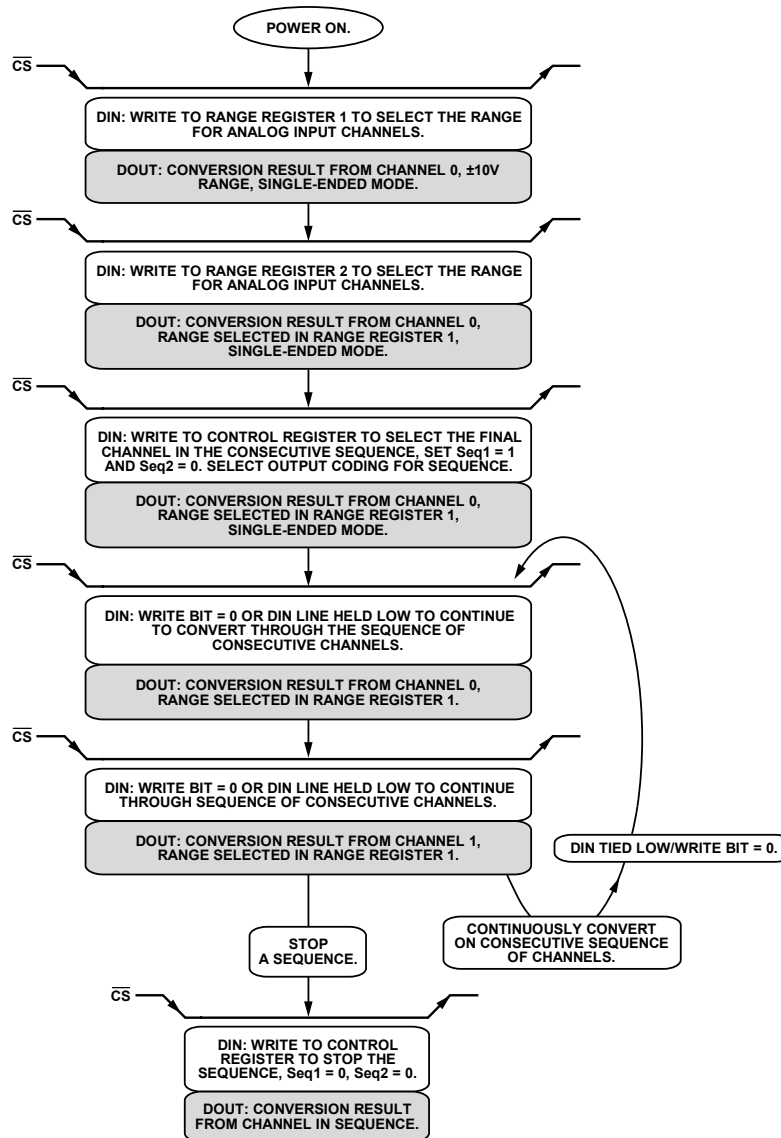 POWER ON.
CS
DIN: WRITE TO RANGE REGISTER 1 TO SELECT THE RANGE
FOR ANALOG INPUT CHANNELS.
DOUT: CONVERSION RESULT FROM CHANNEL 0, ±10V
RANGE, SINGLE-ENDED MODE.
CS
DIN: WRITE TO RANGE REGISTER 2 TO SELECT THE RANGE
FOR ANALOG INPUT CHANNELS.
DOUT: CONVERSION RESULT FROM CHANNEL 0,
RANGE SELECTED IN RANGE REGISTER 1,
SINGLE-ENDED MODE.
CS
DIN: WRITE TO CONTROL REGISTER TO SELECT THE FINAL
CHANNEL IN THE CONSECUTIVE SEQUENCE, SET Seq1 = 1
AND Seq2 = 0. SELECT OUTPUT CODING FOR SEQUENCE.
DOUT: CONVERSION RESULT FROM CHANNEL 0,
RANGE SELECTED IN RANGE REGISTER 1,
SINGLE-ENDED MODE.
CS
DIN: WRITE BIT = 0 OR DIN LINE HELD LOW TO CONTINUE
TO CONVERT THROUGH THE SEQUENCE OF
CONSECUTIVE CHANNELS.
DOUT: CONVERSION RESULT FROM CHANNEL 0,
RANGE SELECTED IN RANGE REGISTER 1.
CS
DIN: WRITE BIT = 0 OR DIN LINE HELD LOW TO CONTINUE
THROUGH SEQUENCE OF CONSECUTIVE CHANNELS.
DOUT: CONVERSION RESULT FROM CHANNEL 1,
RANGE SELECTED IN RANGE REGISTER 1.
DIN TIED LOW/WRITE BIT = 0.
CONTINUOUSLY CONVERT
ON CONSECUTIVE SEQUENCE
OF CHANNELS.
STOP
A SEQUENCE.
CS
DIN: WRITE TO CONTROL
REGISTER TO STOP THE
SEQUENCE, Seq1 = 0, Seq2 = 0.
DOUT: CONVERSION RESULT
FROM CHANNEL IN SEQUENCE.